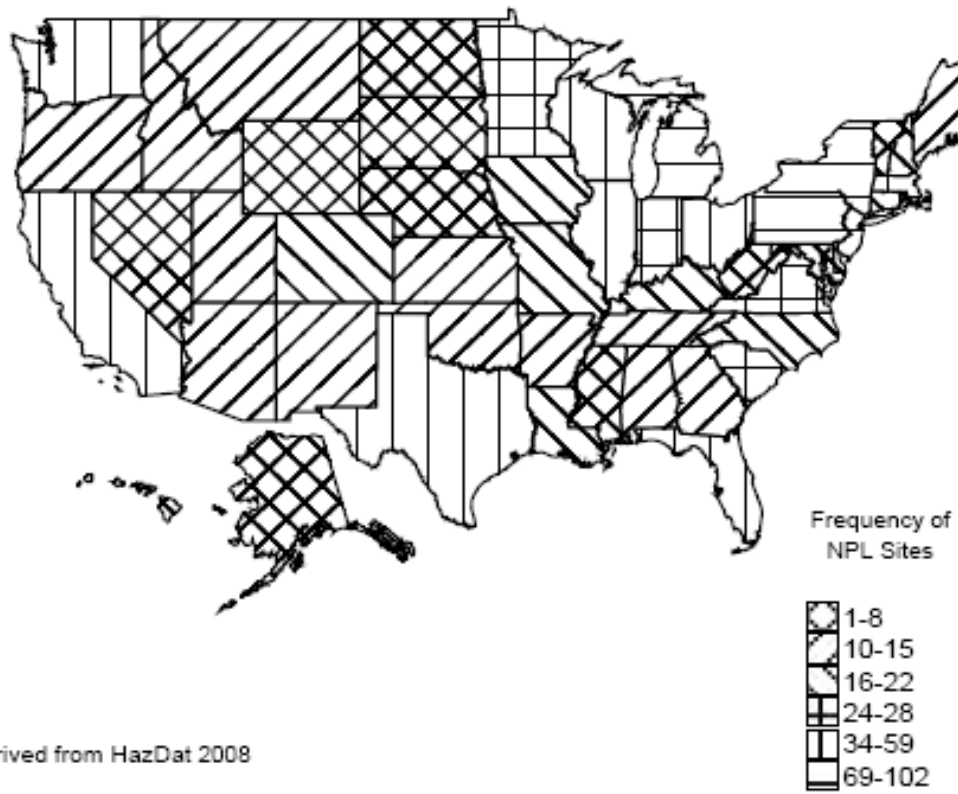 Frequency of
NPL Sites
1-8
10-15
16-22
24-28
34-59
69-102
rived from HazDat 2008